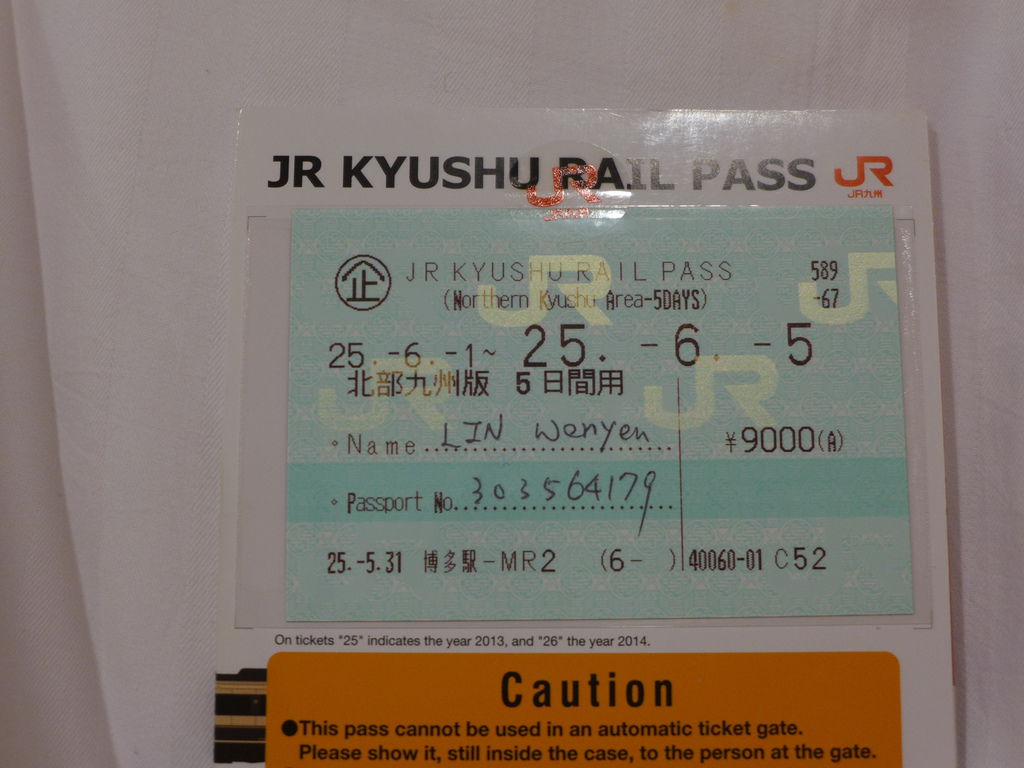 JR KYUSHU RAIL PASS JR
JR九州
JR
企 JR KYUSHU RAIL PASS 589
(Northern Kyushu Area-5DAYS) -67
25.-6.-1~ 25.-6.-5
北部九州版 5日間用
Name LIN Wenyen ¥9000(A)
Passport No. 303564179
25.-5.31 博多駅-MR2 (6- ) 40060-01 C52
On tickets "25" indicates the year 2013, and "26" the year 2014.
Caution
●This pass cannot be used in an automatic ticket gate.
Please show it, still inside the case, to the person at the gate.